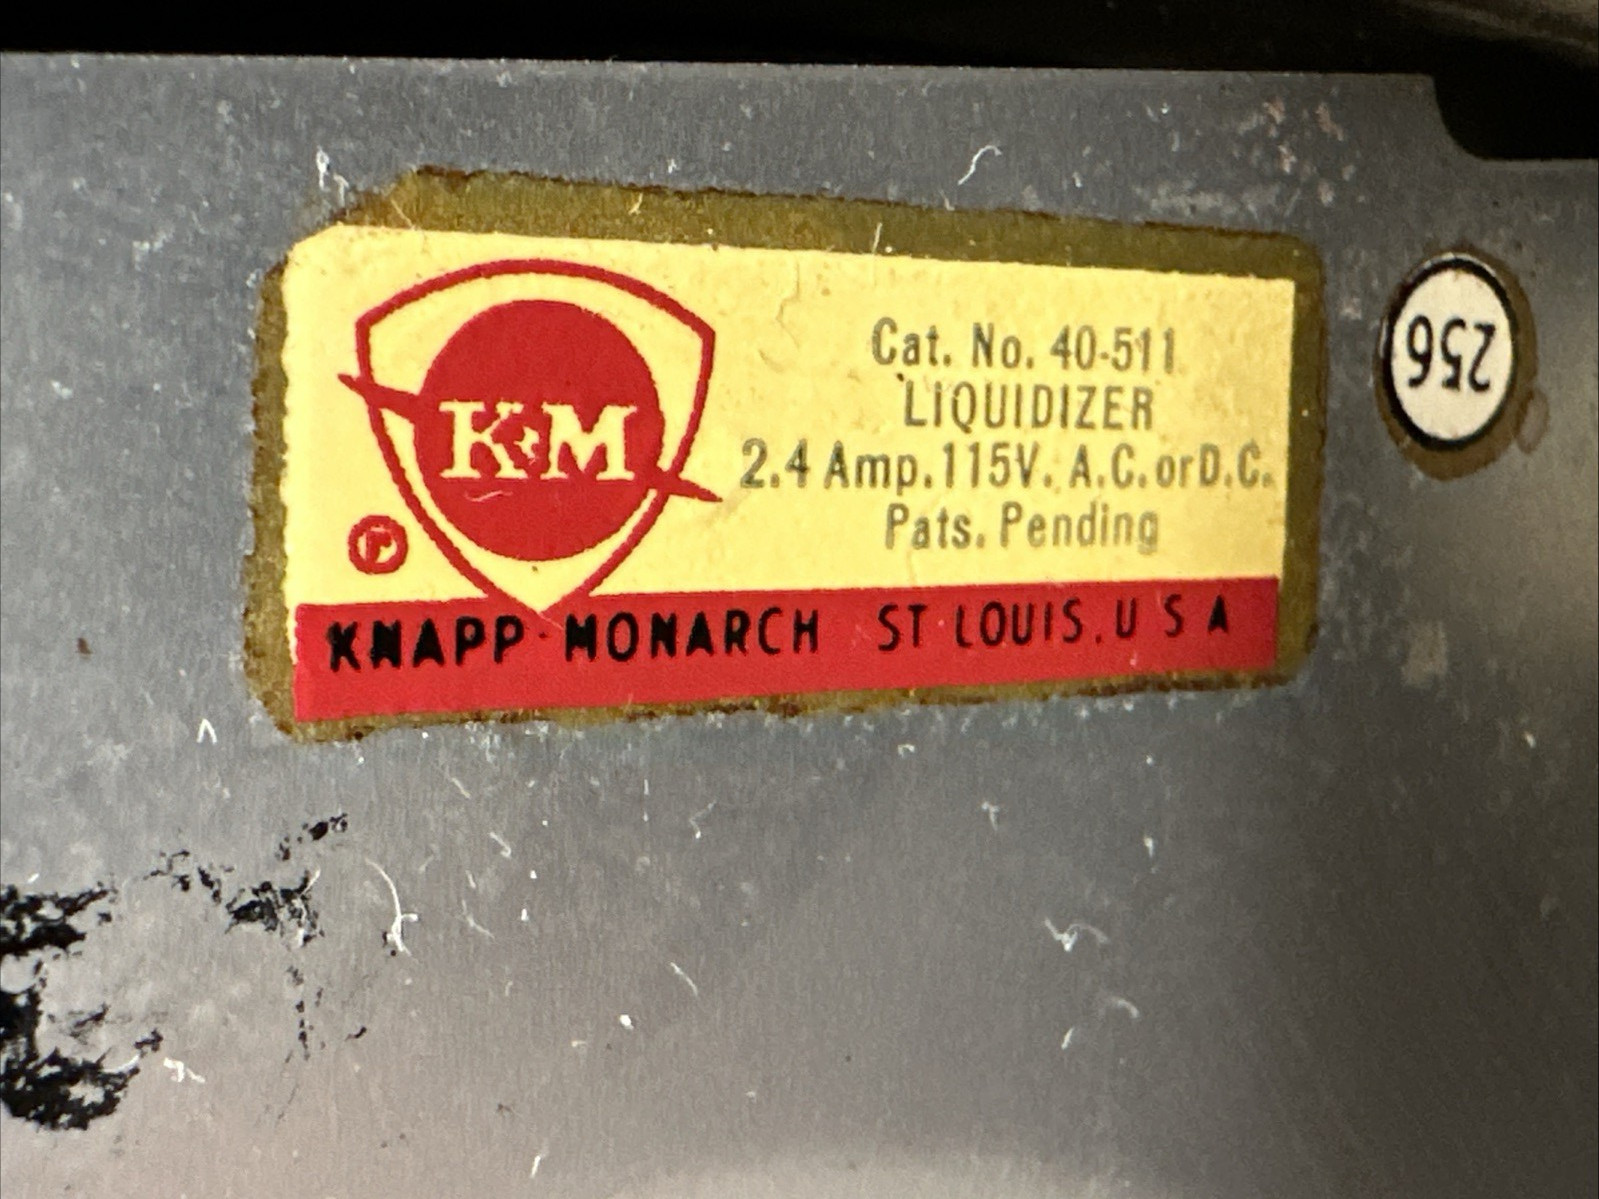 K·M
®
Cat. No. 40-511
LIQUIDIZER
2.4 Amp. 115V. A.C. or D.C.
Pats. Pending
KNAPP·MONARCH ST·LOUIS. U S A
256